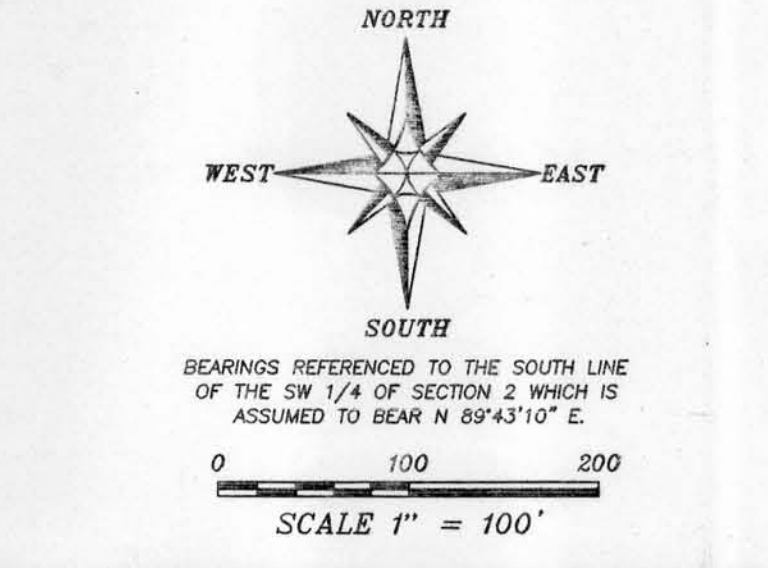 NORTH
WEST EAST
SOUTH
BEARINGS REFERENCED TO THE SOUTH LINE
OF THE SW 1/4 OF SECTION 2 WHICH IS
ASSUMED TO BEAR N 89°43'10" E.
0 100 200
SCALE 1" = 100'